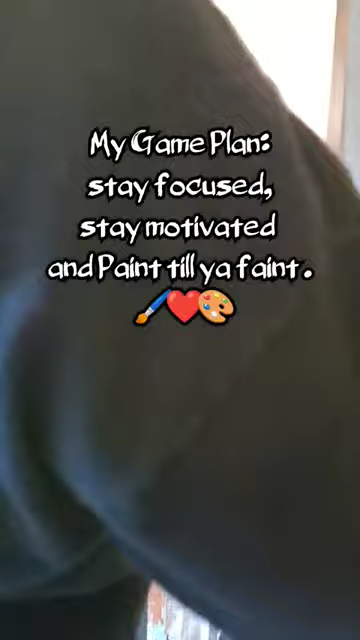 My Game Plan:
stay focused,
stay motivated
and Paint till ya faint.
🖌️❤️🎨